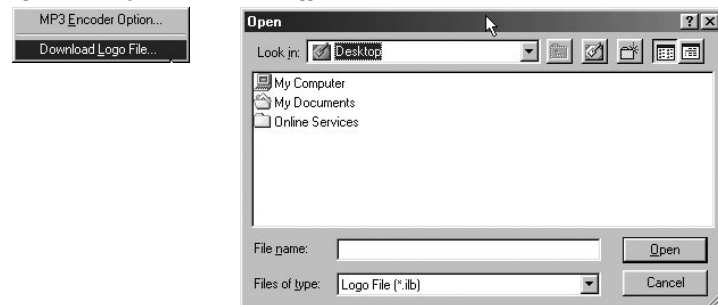 MP3 Encoder Option...
Download Logo File...
Open
Look in: Desktop
My Computer
My Documents
Online Services
File name:
Open
Files of type: Logo File (*.ilb)
Cancel